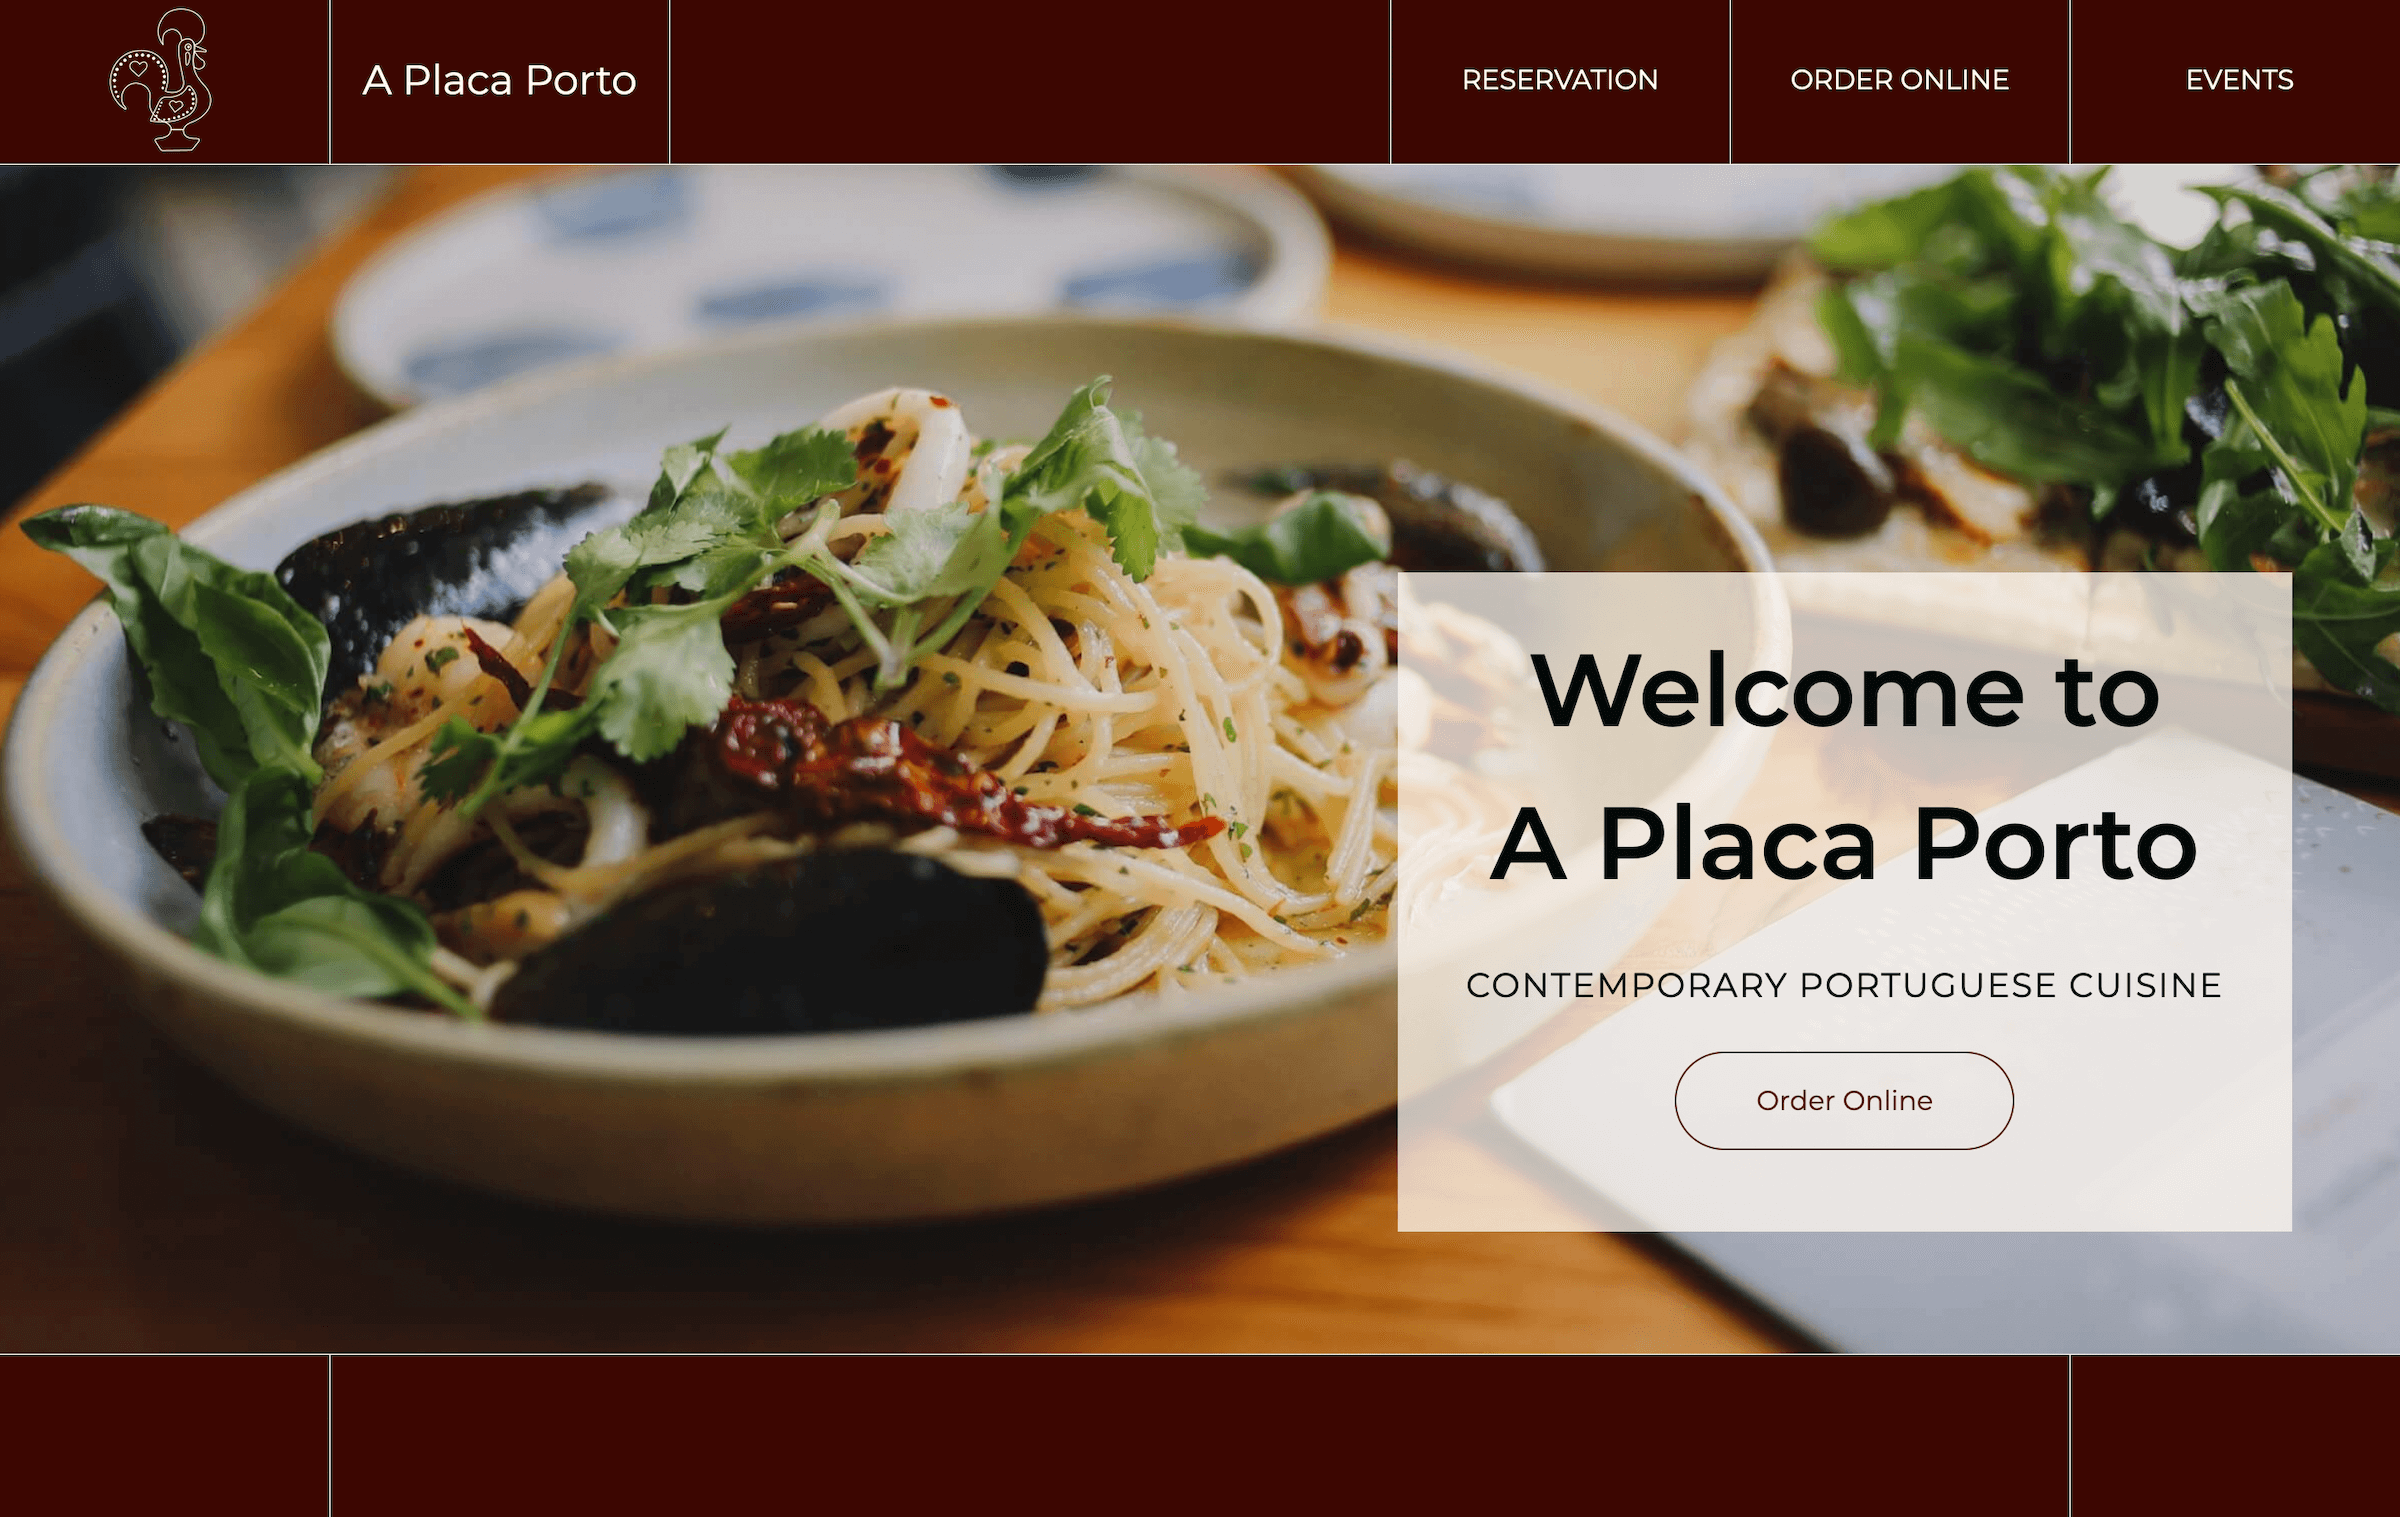 A Placa Porto
RESERVATION
ORDER ONLINE
EVENTS
Welcome to
A Placa Porto
CONTEMPORARY PORTUGUESE CUISINE
Order Online